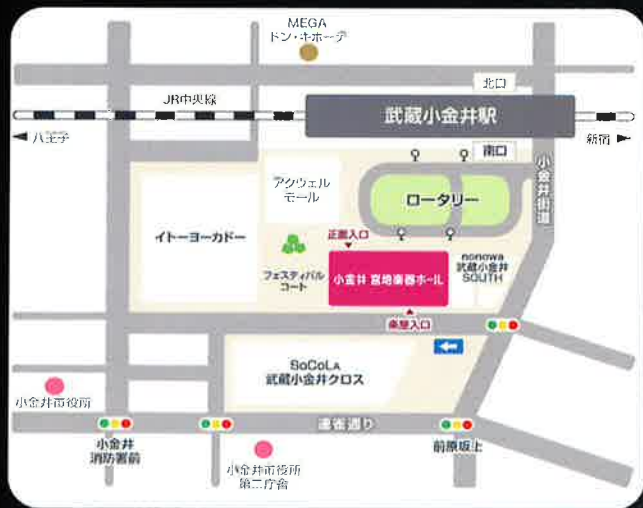 MEGA
ドン・キホーテ
北口
JR中央線
武蔵小金井駅
八王子
新宿
南口
小金井街道
アクウェル
モール
ロータリー
イトーヨーカドー
正面入口
フェスティバル
コート
小金井 宮地楽器ホール
nonowa
武蔵小金井
SOUTH
楽屋入口
SoCoLA
武蔵小金井クロス
小金井市役所
連雀通り
小金井
消防署前
前原坂上
小金井市役所
第二庁舎